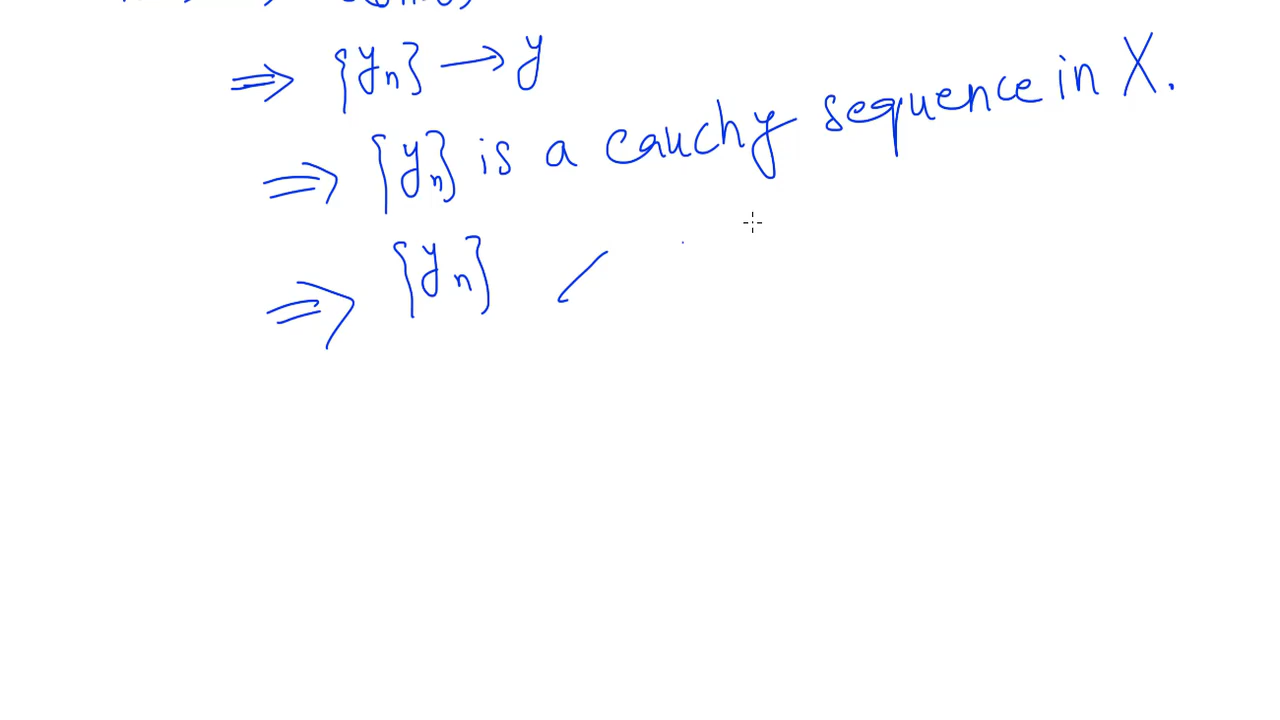 ⇒ {yₙ} → y
⇒ {yₙ} is a cauchy sequence in X.
⇒ {yₙ}